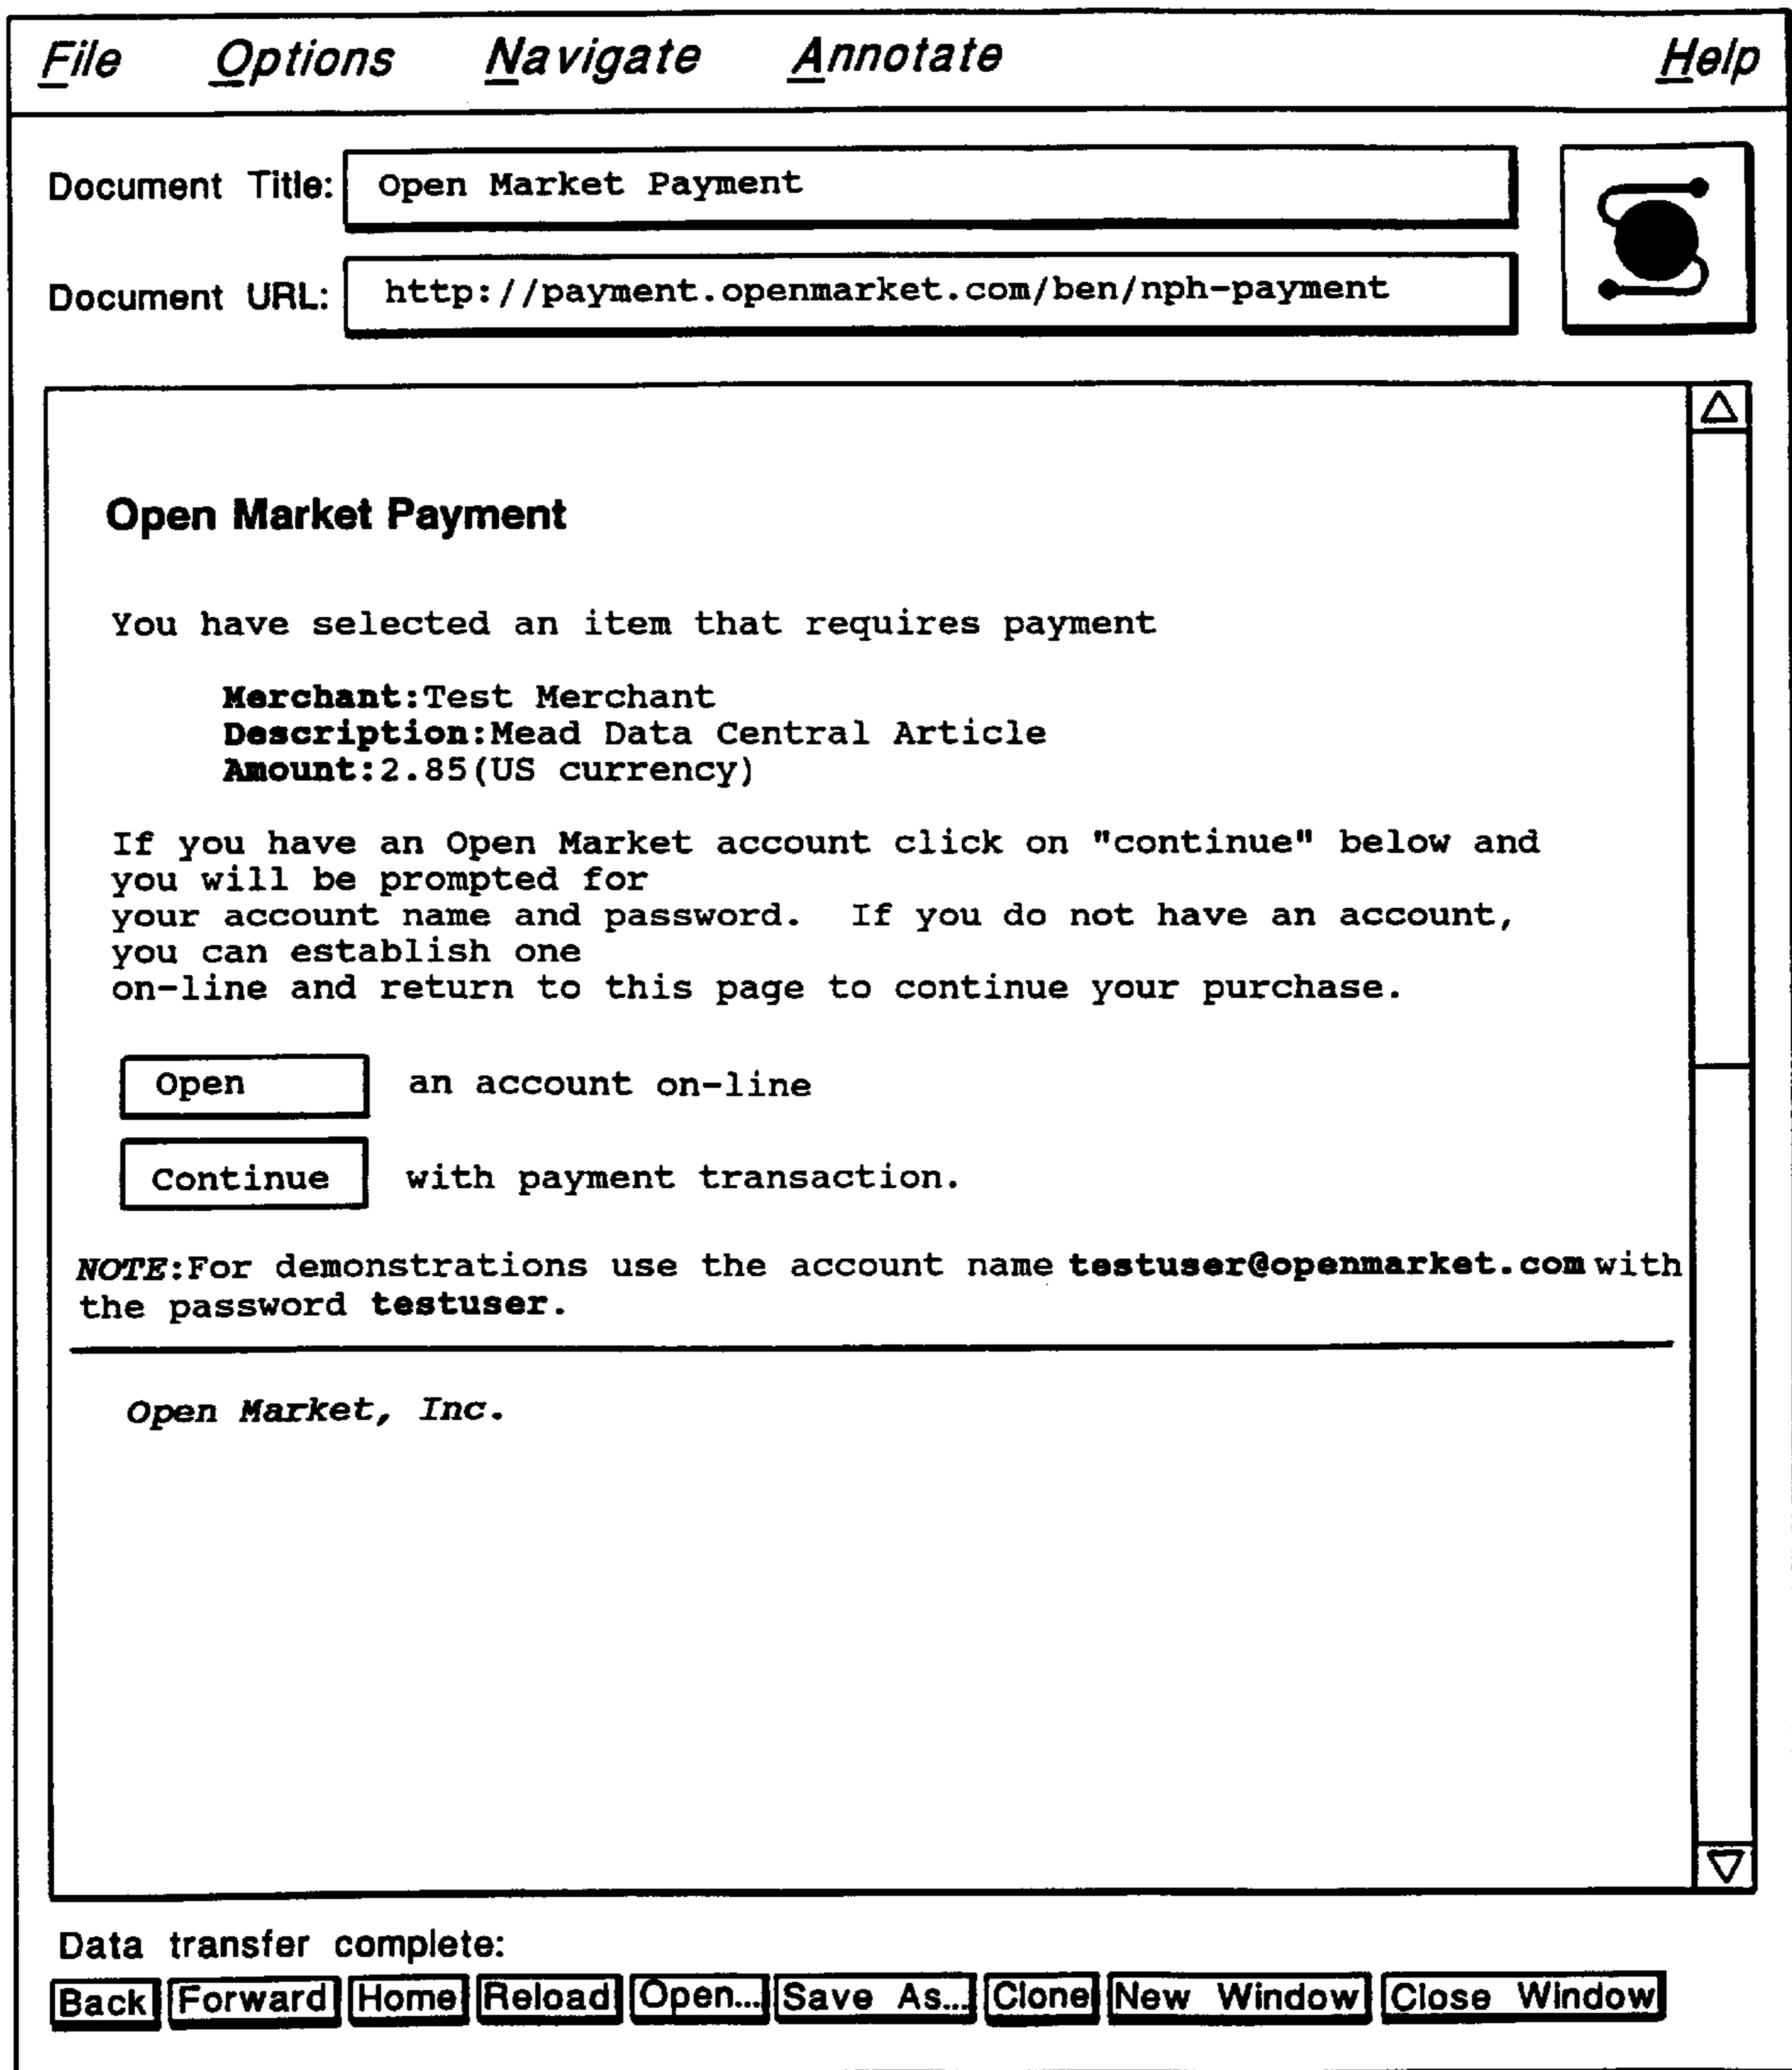 File Options Navigate Annotate Help
Document Title: Open Market Payment
Document URL: http://payment.openmarket.com/ben/nph-payment
Open Market Payment
You have selected an item that requires payment
Merchant:Test Merchant
Description:Mead Data Central Article
Amount:2.85(US currency)
If you have an Open Market account click on "continue" below and
you will be prompted for
your account name and password. If you do not have an account,
you can establish one
on-line and return to this page to continue your purchase.
Open an account on-line
Continue with payment transaction.
NOTE:For demonstrations use the account name testuser@openmarket.com with
the password testuser.
Open Market, Inc.
Data transfer complete:
Back Forward Home Reload Open... Save As... Clone New Window Close Window